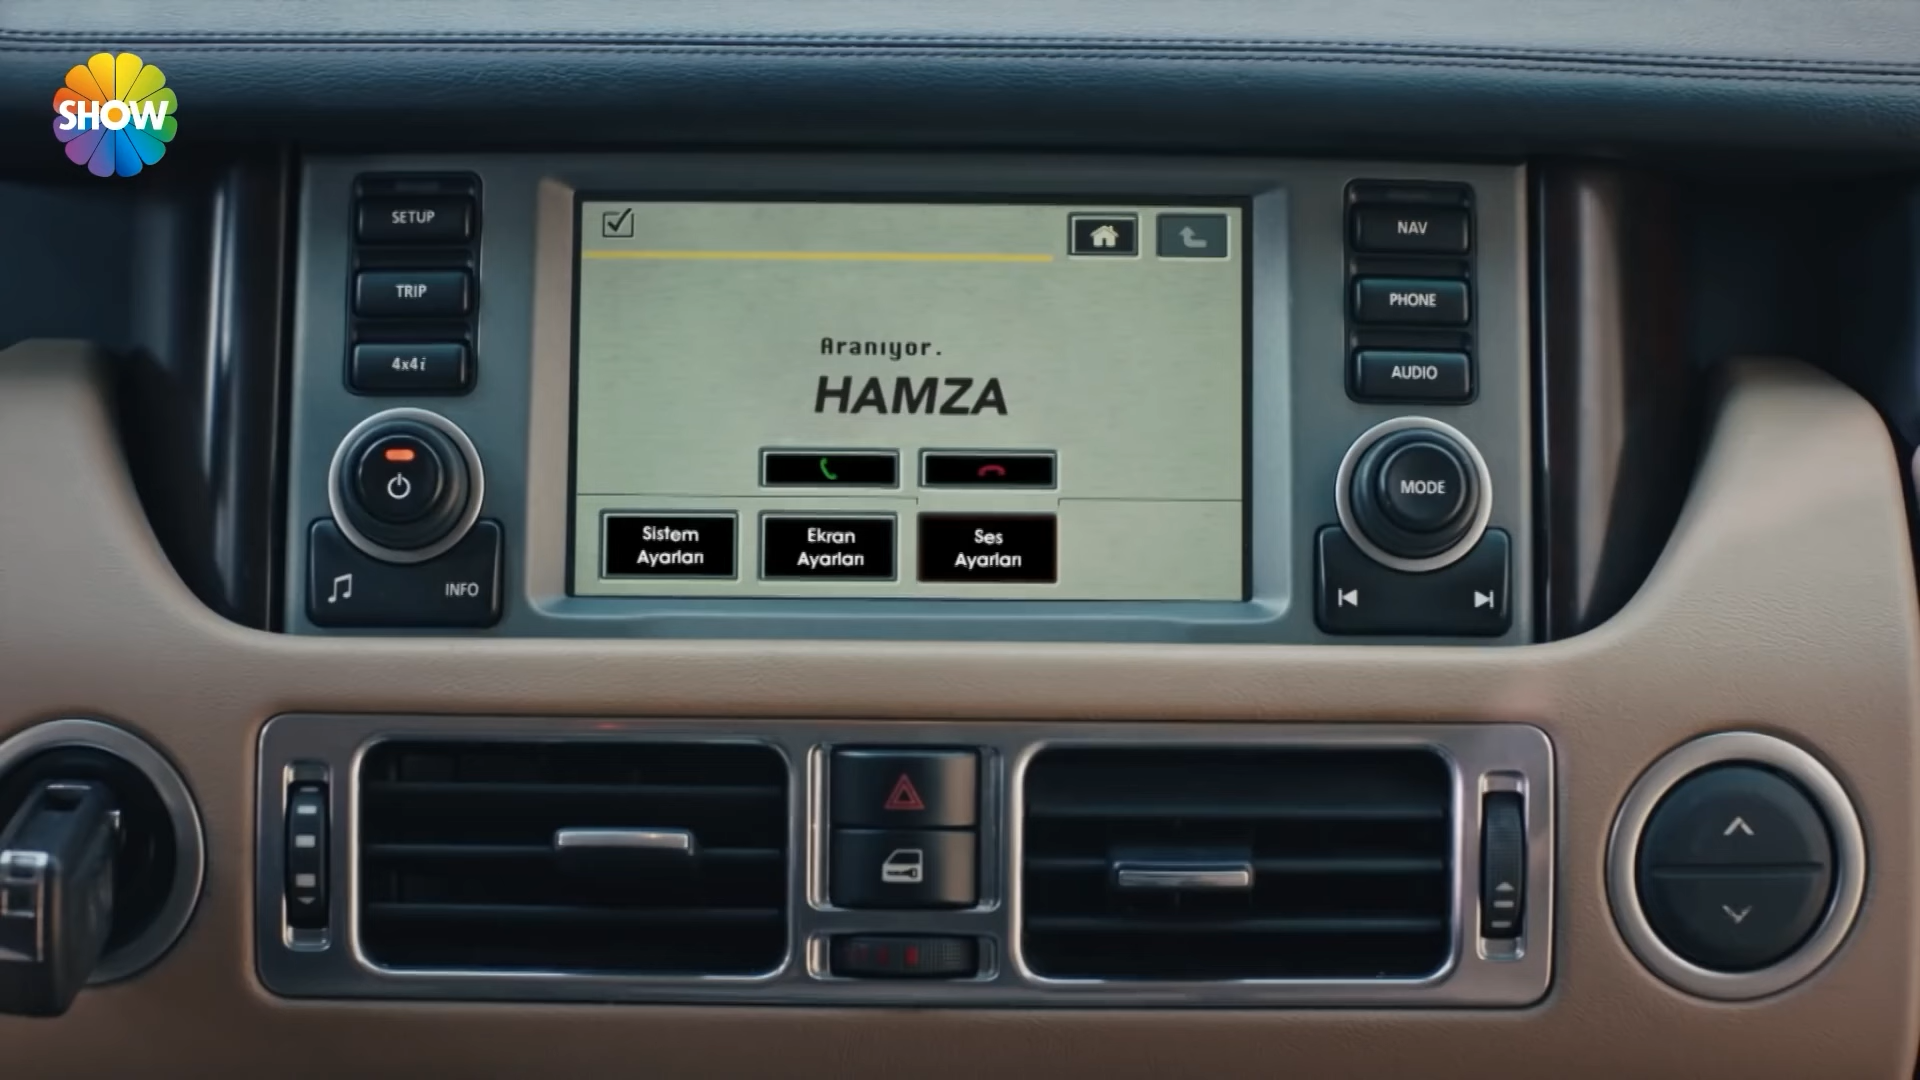 SHOW
SETUP
TRIP
4x4i
INFO
Aranıyor.
HAMZA
Sistem
Ayarları
Ekran
Ayarları
Ses
Ayarları
NAV
PHONE
AUDIO
MODE